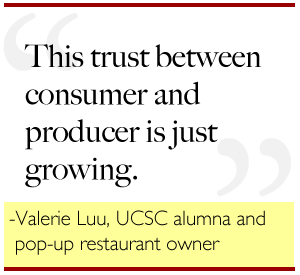 This trust between
consumer and
producer is just
growing.
-Valerie Luu, UCSC alumna and
pop-up restaurant owner